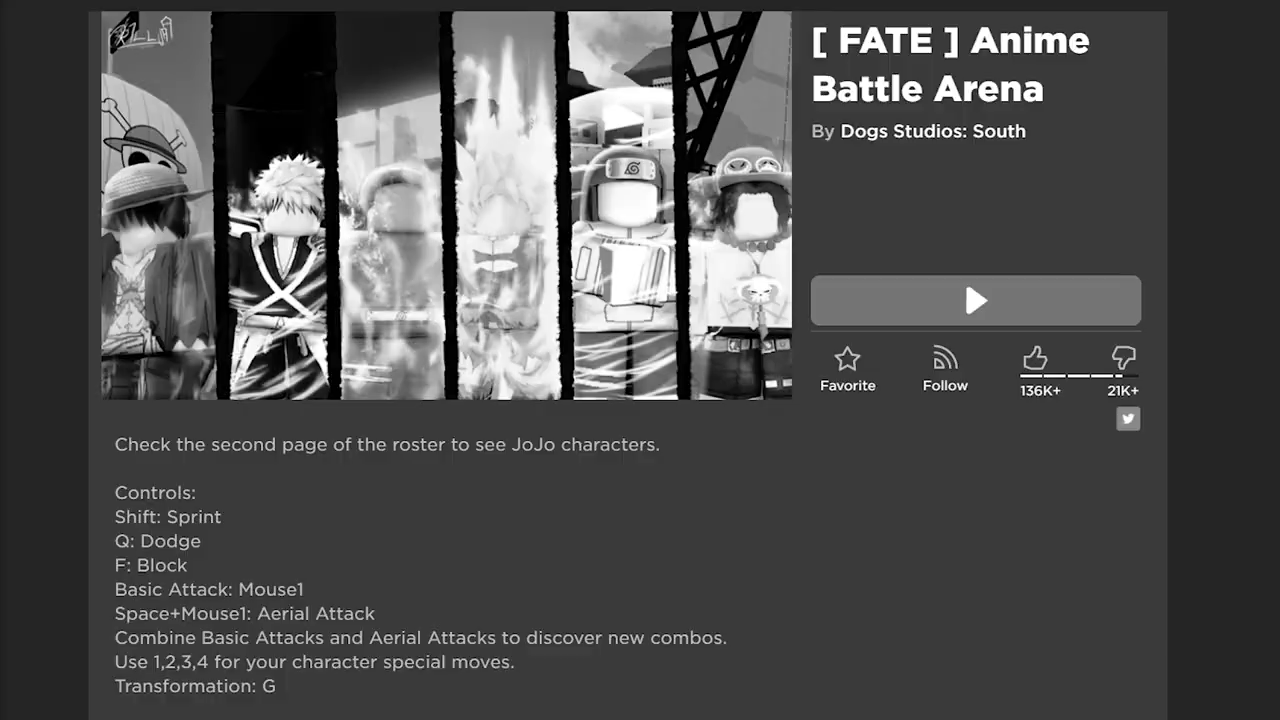 [ FATE ] Anime
Battle Arena
By Dogs Studios: South
Favorite
Follow
136K+
21K+
Check the second page of the roster to see JoJo characters.
Controls:
Shift: Sprint
Q: Dodge
F: Block
Basic Attack: Mouse1
Space+Mouse1: Aerial Attack
Combine Basic Attacks and Aerial Attacks to discover new combos.
Use 1,2,3,4 for your character special moves.
Transformation: G